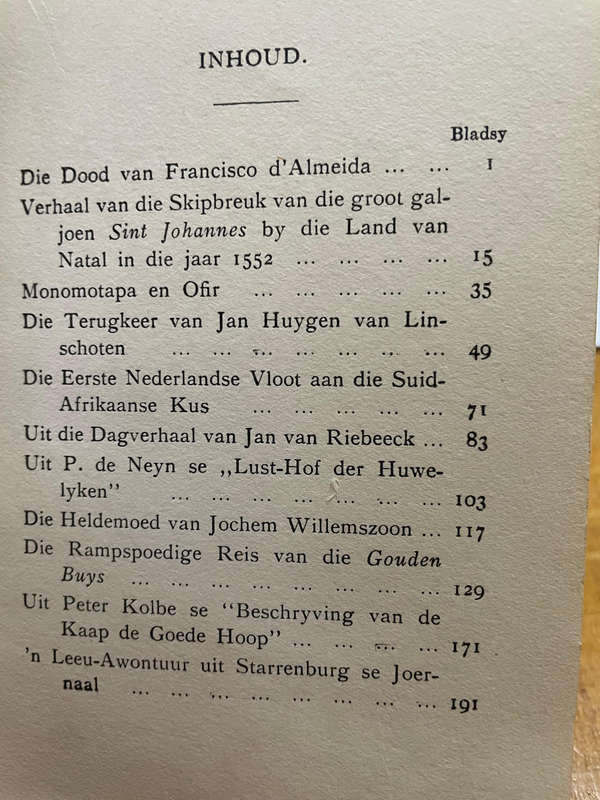 INHOUD.
Bladsy
Die Dood van Francisco d'Almeida ... ... 1
Verhaal van die Skipbreuk van die groot gal-
joen Sint Johannes by die Land van
Natal in die jaar 1552 ... ... ... ... 15
Monomotapa en Ofir ... ... ... ... ... 35
Die Terugkeer van Jan Huygen van Lin-
schoten ... ... ... ... ... ... ... 49
Die Eerste Nederlandse Vloot aan die Suid-
Afrikaanse Kus ... ... ... ... ... 71
Uit die Dagverhaal van Jan van Riebeeck ... 83
Uit P. de Neyn se ,,Lust-Hof der Huwe-
lyken" ... ... ... ... ... ... ... 103
Die Heldemoed van Jochem Willemszoon ... 117
Die Rampspoedige Reis van die Gouden
Buys ... ... ... ... ... ... ... ... 129
Uit Peter Kolbe se "Beschryving van de
Kaap de Goede Hoop" ... ... ... ... 171
'n Leeu-Awontuur uit Starrenburg se Joer-
naal ... ... ... ... ... ... ... ... 191